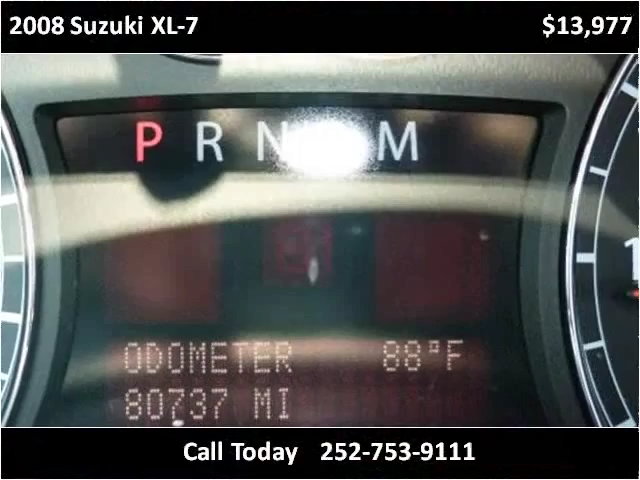 2008 Suzuki XL-7 $13,977
P R N M
ODOMETER 88°F
80737 MI
Call Today 252-753-9111